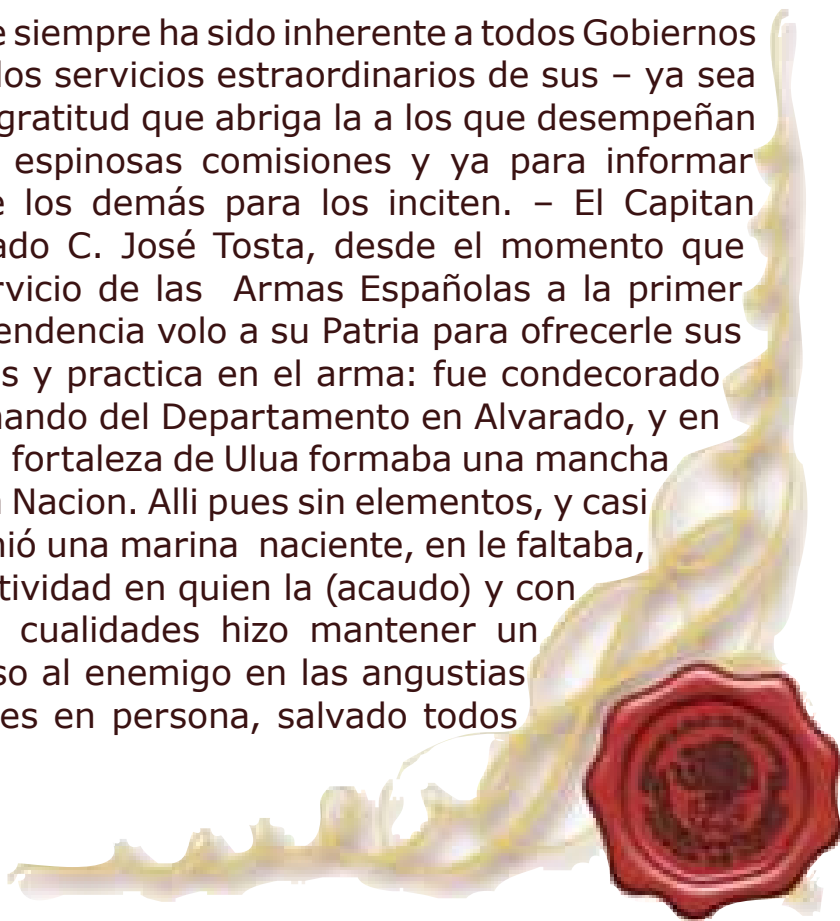 e siempre ha sido inherente a todos Gobiernos
los servicios estraordinarios de sus – ya sea
gratitud que abriga la a los que desempeñan
espinosas comisiones y ya para informar
e los demás para los inciten. – El Capitan
ado C. José Tosta, desde el momento que
rvicio de las Armas Españolas a la primer
endencia volo a su Patria para ofrecerle sus
s y practica en el arma: fue condecorado
nando del Departamento en Alvarado, y en
fortaleza de Ulua formaba una mancha
a Nacion. Alli pues sin elementos, y casi
nió una marina naciente, en le faltaba,
tividad en quien la (acaudo) y con
cualidades hizo mantener un
so al enemigo en las angustias
es en persona, salvado todos